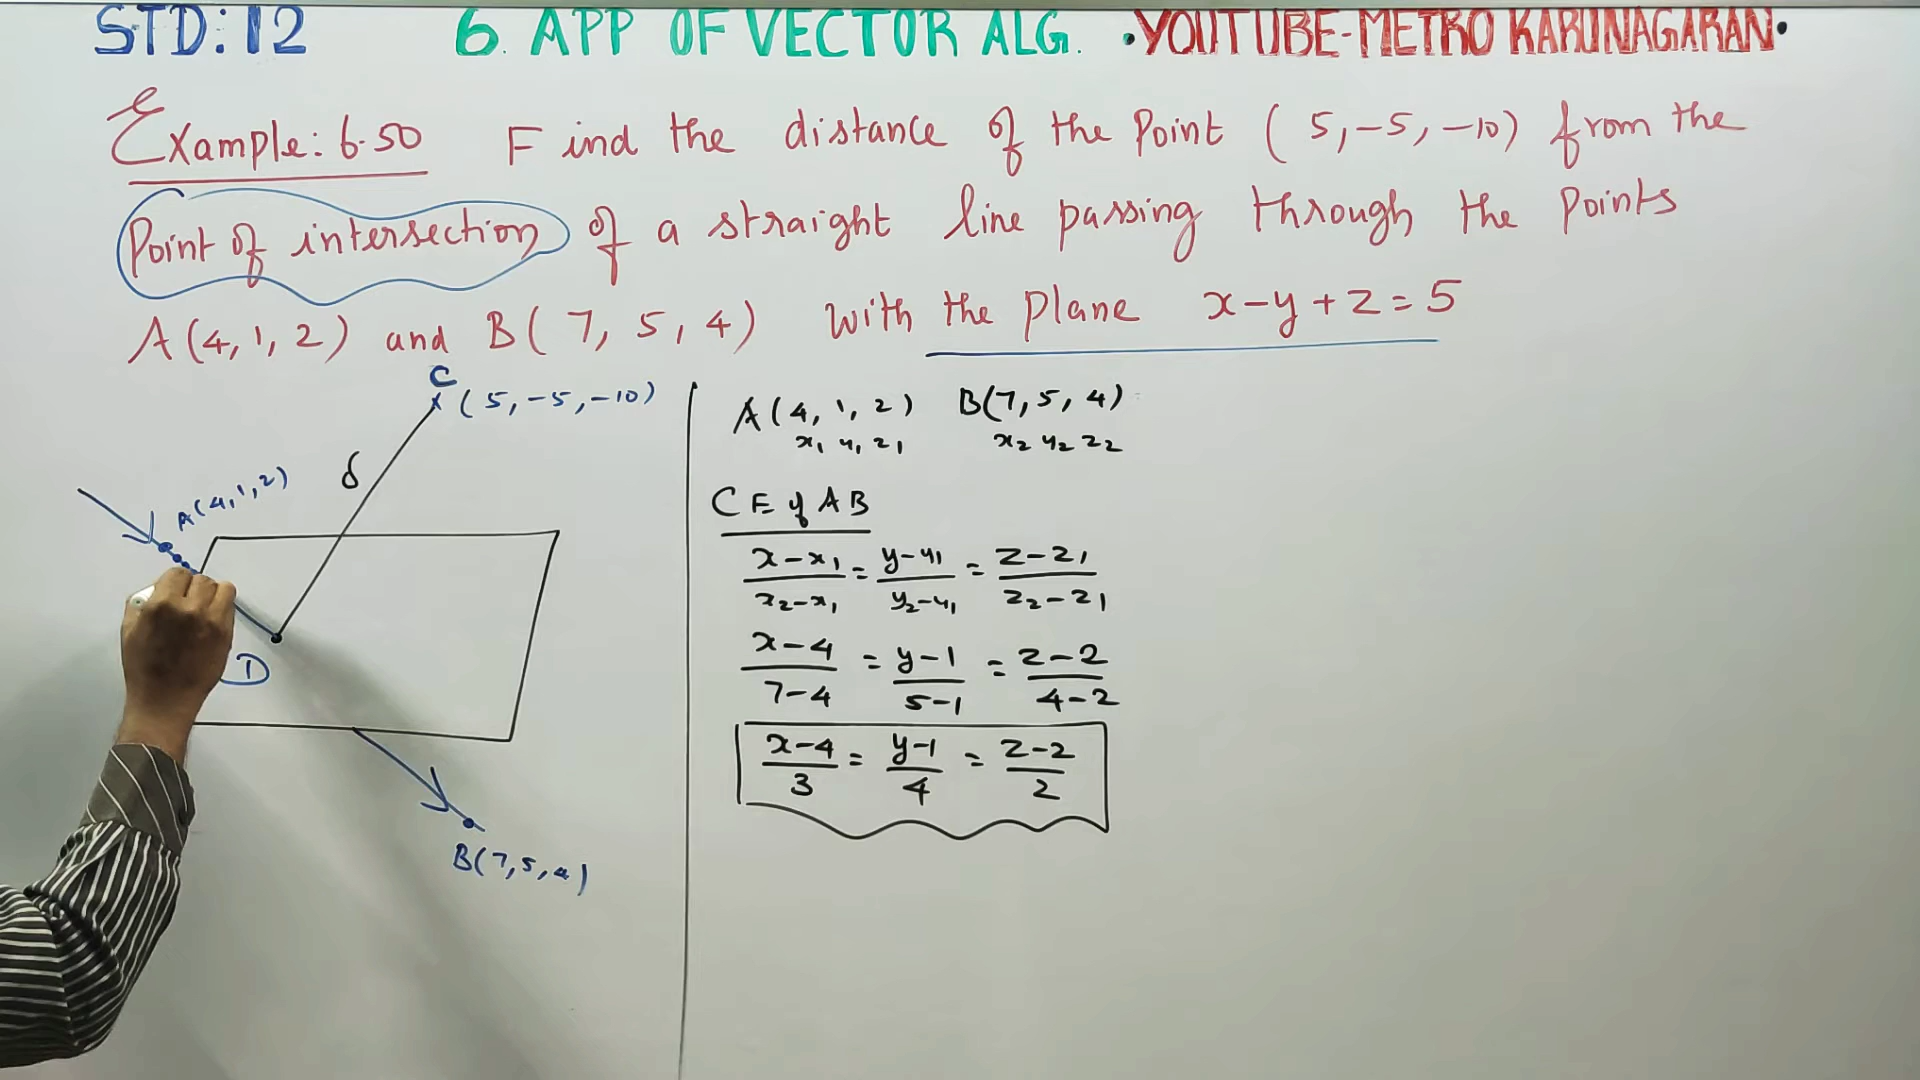 STD: 12 6. APP OF VECTOR ALG. •YOUTUBE-METRO KARUNAGARAN•
Example: 6.50 Find the distance of the Point (5,-5,-10) from the
Point of intersection of a straight line passing through the Points
A(4,1,2) and B(7,5,4) with the plane x-y+z=5
C
(5,-5,-10)
δ
A(4,1,2)
D
B(7,5,4)
A(4,1,2) B(7,5,4)
x₁ y₁ z₁ x₂ y₂ z₂
CE of AB
x-x₁/x₂-x₁ = y-y₁/y₂-y₁ = z-z₁/z₂-z₁
x-4/7-4 = y-1/5-1 = z-2/4-2
x-4/3 = y-1/4 = z-2/2